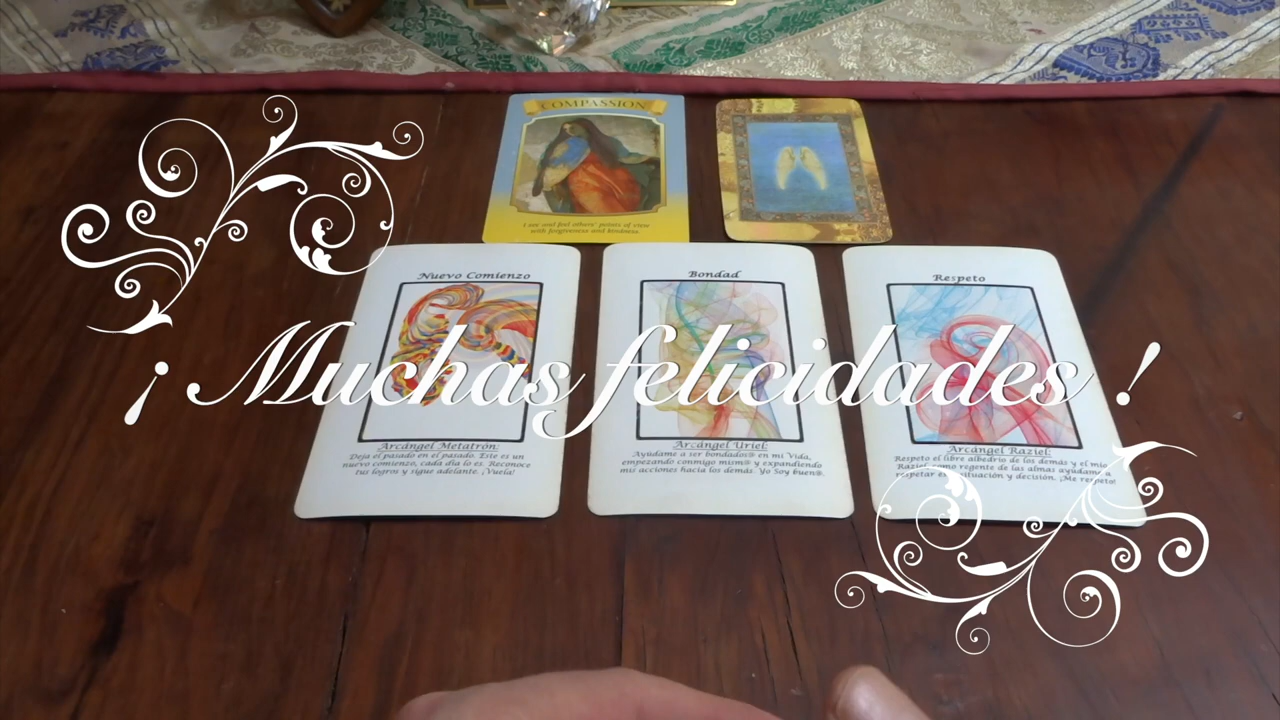 COMPASSION
I see and feel others' points of view
with forgiveness and kindness.
Nuevo Comienzo
Bondad
Respeto
¡ Muchas felicidades !
Arcángel Metatrón:
Deja el pasado en el pasado. Este es un
nuevo comienzo, cada día lo es. Reconoce
tus logros y sigue adelante. ¡Vuela!
Arcángel Uriel:
Ayúdame a ser bondados@ en mi Vida,
empezando conmigo mism@ y expandiendo
mis acciones hacia los demás. Yo Soy buen@.
Arcángel Raziel:
Respeto el libre albedrío de los demás y el mío
Raziel como regente de las almas ayúdame a
respetar situación y decisión. ¡Me respeto!